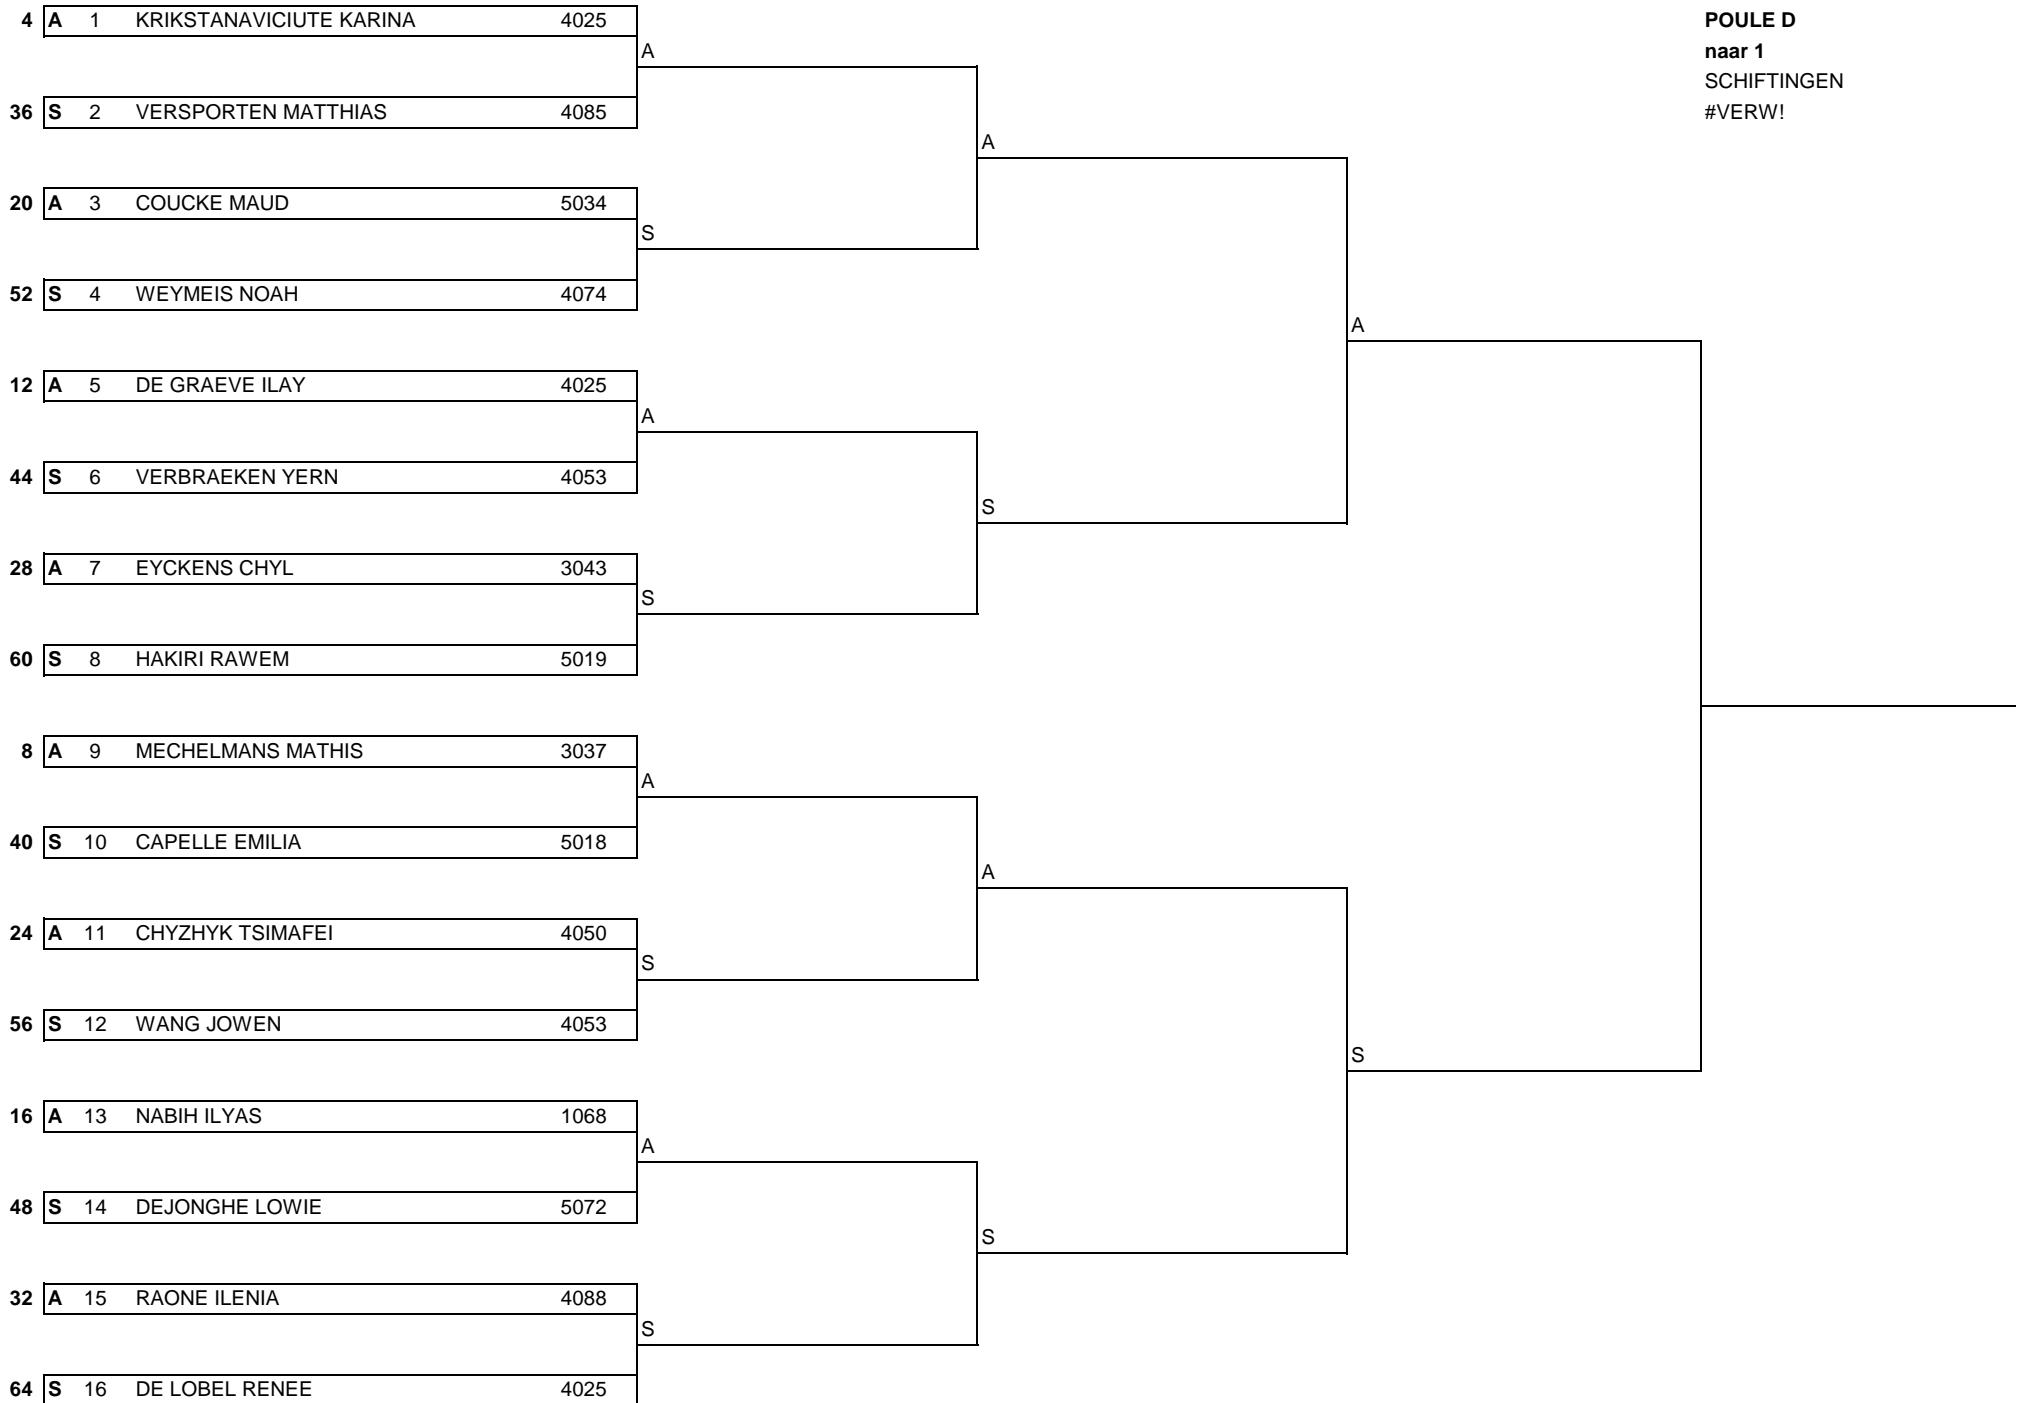 4 A 1 KRIKSTANAVICIUTE KARINA 4025
POULE D
A
naar 1
SCHIFTINGEN
36 S 2 VERSPORTEN MATTHIAS 4085
#VERW!
A
20 A 3 COUCKE MAUD 5034
S
52 S 4 WEYMEIS NOAH 4074
A
12 A 5 DE GRAEVE ILAY 4025
A
44 S 6 VERBRAEKEN YERN 4053
S
28 A 7 EYCKENS CHYL 3043
S
60 S 8 HAKIRI RAWEM 5019
8 A 9 MECHELMANS MATHIS 3037
A
40 S 10 CAPELLE EMILIA 5018
A
24 A 11 CHYZHYK TSIMAFEI 4050
S
56 S 12 WANG JOWEN 4053
S
16 A 13 NABIH ILYAS 1068
A
48 S 14 DEJONGHE LOWIE 5072
S
32 A 15 RAONE ILENIA 4088
S
64 S 16 DE LOBEL RENEE 4025